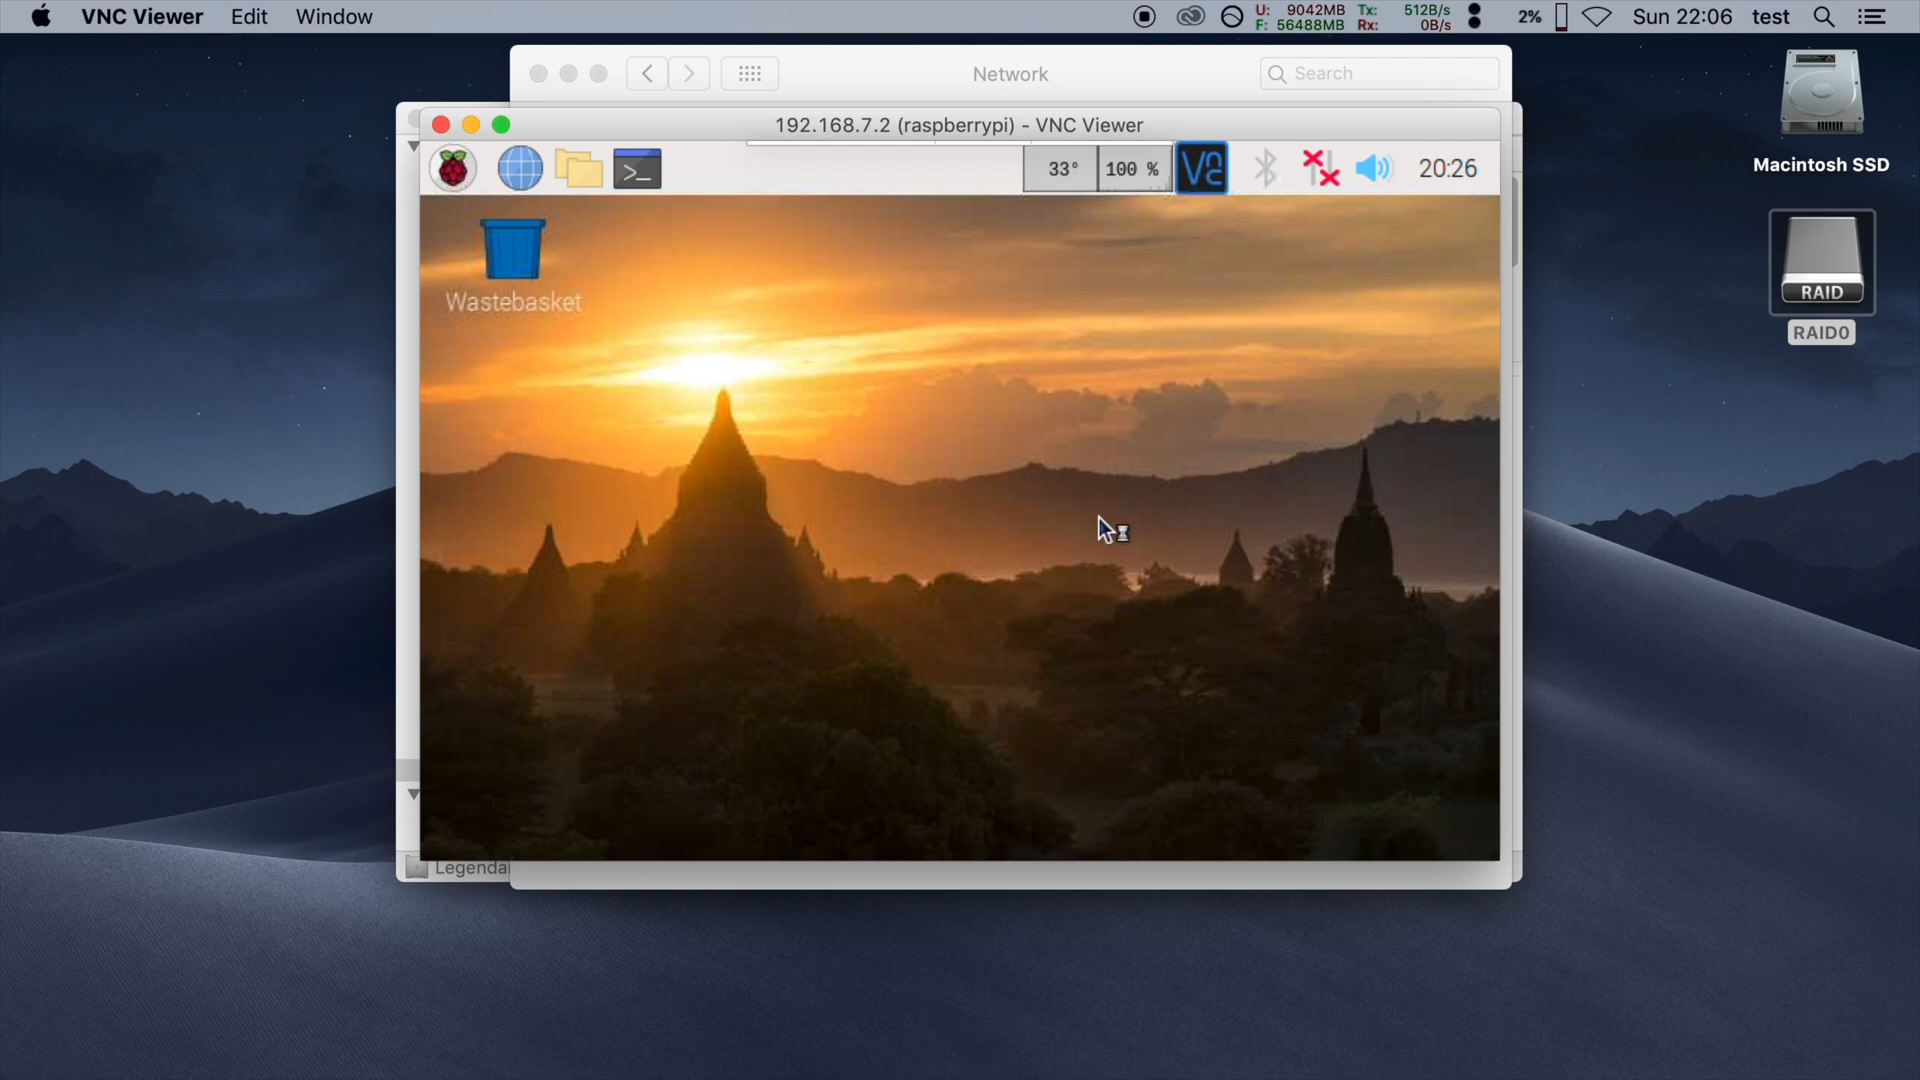 VNC Viewer Edit Window
U: 9042MB Tx: 512B/s
F: 56488MB Rx: 0B/s
2% Sun 22:06 test
Network
Search
192.168.7.2 (raspberrypi) - VNC Viewer
33° 100 % 20:26
Wastebasket
Macintosh SSD
RAID
RAID0
Legenda